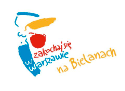 zakochaj się
w Warszawie
na Bielanach